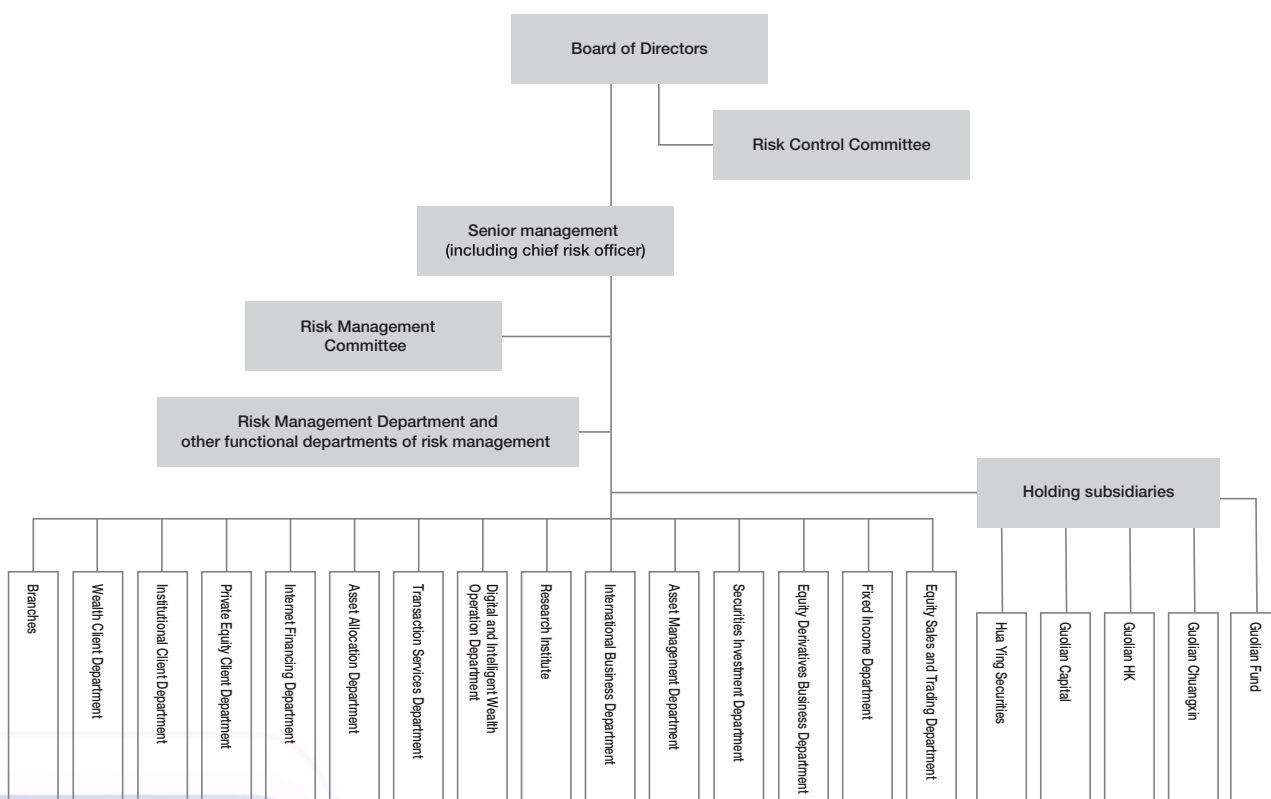 Board of Directors
Risk Control Committee
Senior management
(including chief risk officer)
Risk Management
Committee
Risk Management Department and
other functional departments of risk management
Holding subsidiaries
Branches
Wealth Client Department
Institutional Client Department
Private Equity Client Department
Internet Financing Department
Asset Allocation Department
Transaction Services Department
Digital and Intelligent Wealth
Operation Department
Research Institute
International Business Department
Asset Management Department
Securities Investment Department
Equity Derivatives Business Department
Fixed Income Department
Equity Sales and Trading Department
Hua Ying Securities
Guolian Capital
Guolian HK
Guolian Chuangxin
Guolian Fund